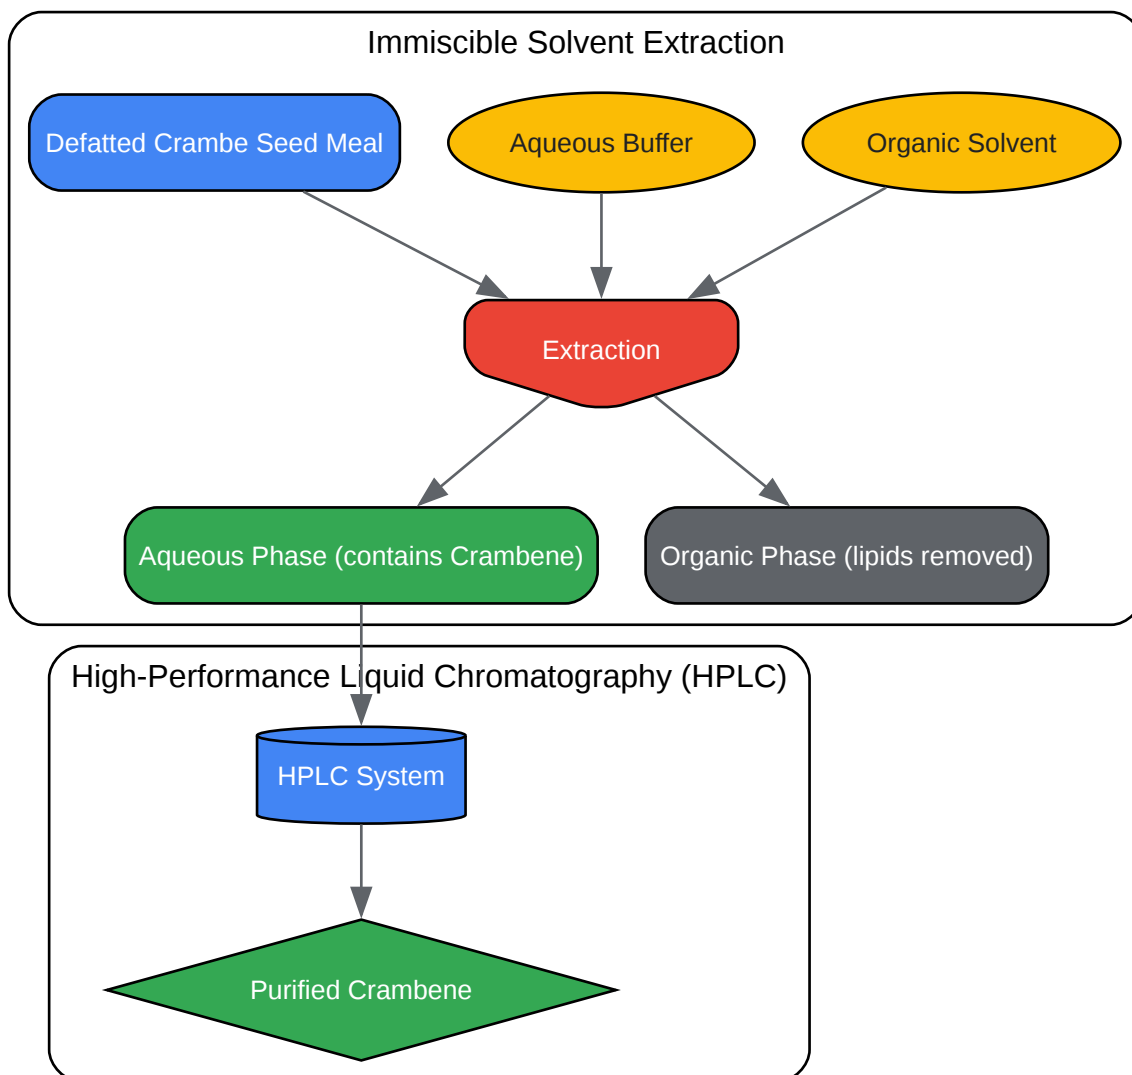 Immiscible Solvent Extraction
Defatted Crambe Seed Meal
Aqueous Buffer
Organic Solvent
Extraction
Aqueous Phase (contains Crambene)
Organic Phase (lipids removed)
High-Performance Liquid Chromatography (HPLC)
HPLC System
Purified Crambene